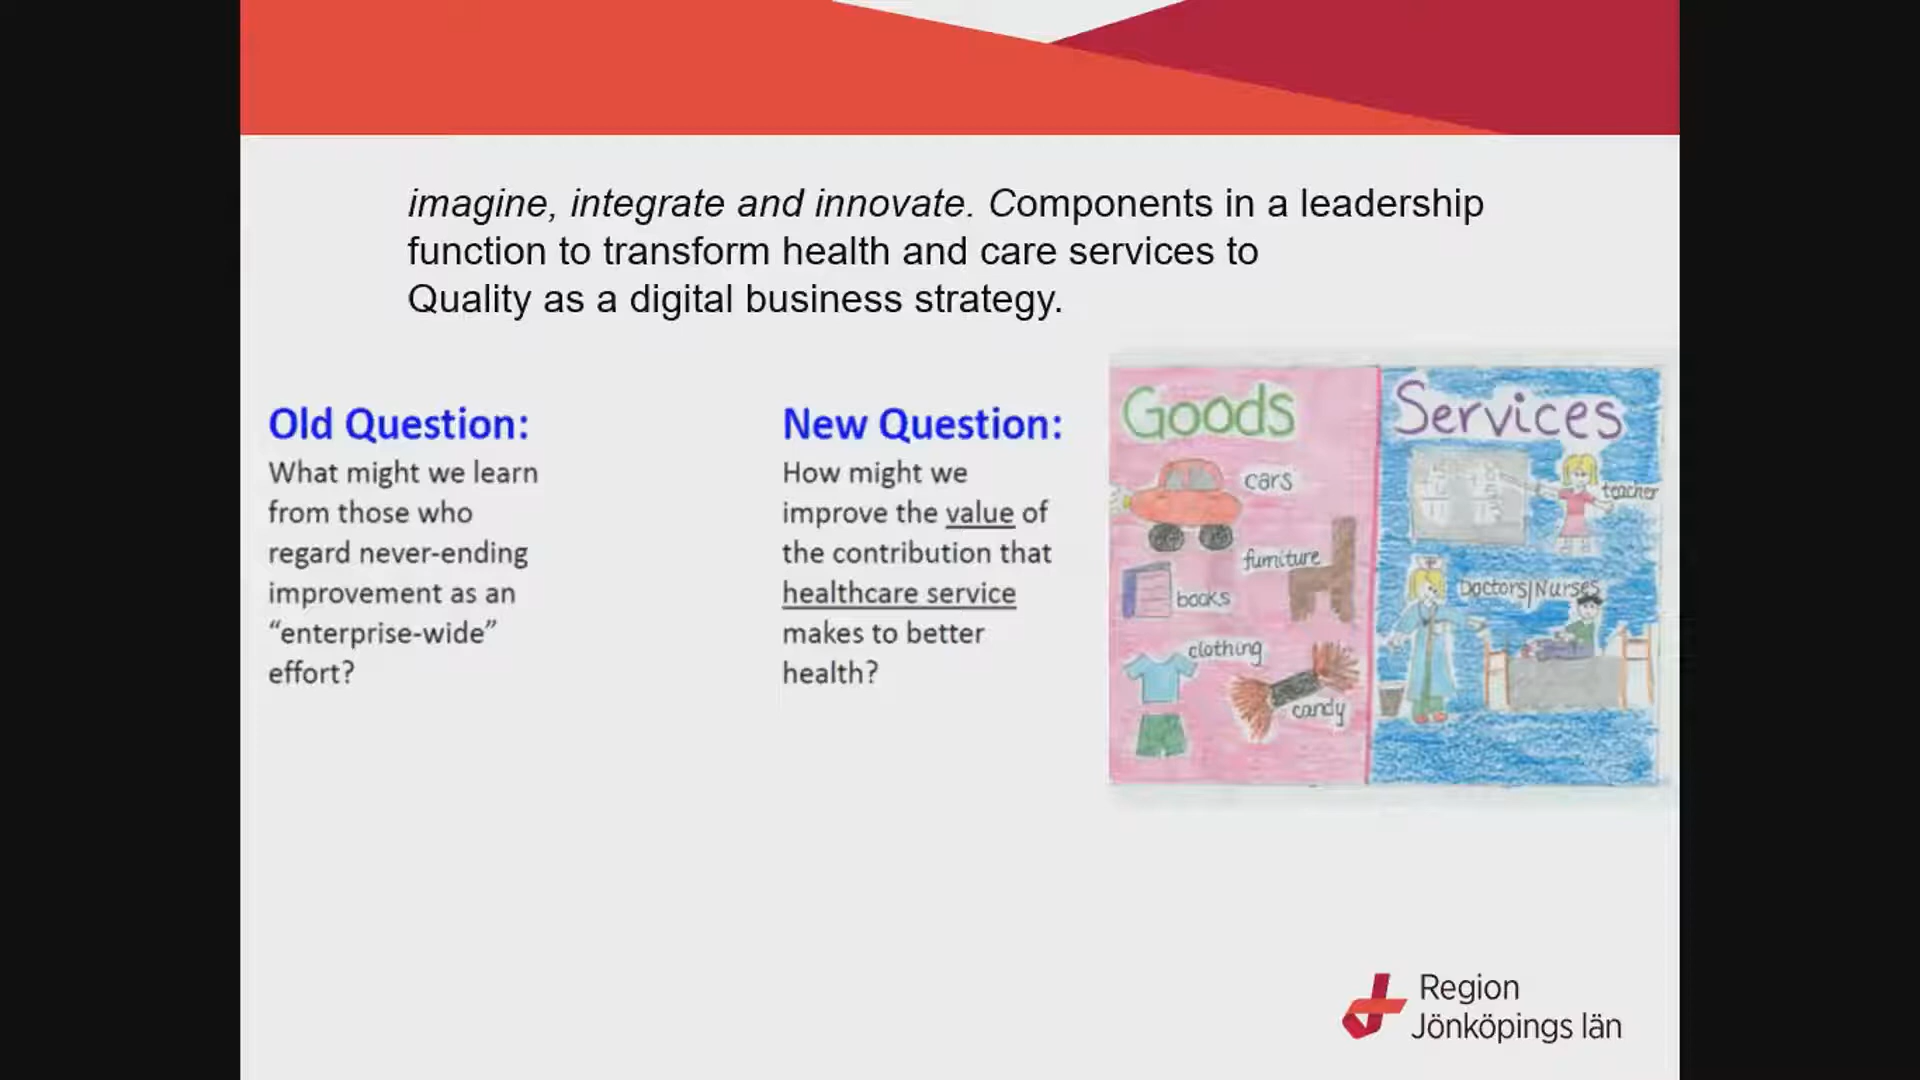 imagine, integrate and innovate. Components in a leadership
function to transform health and care services to
Quality as a digital business strategy.
Old Question:
What might we learn
from those who
regard never-ending
improvement as an
“enterprise-wide”
effort?
New Question:
How might we
improve the value of
the contribution that
healthcare service
makes to better
health?
Goods
cars
furniture
books
clothing
candy
Services
teacher
Doctors/Nurses
Region
Jönköpings län